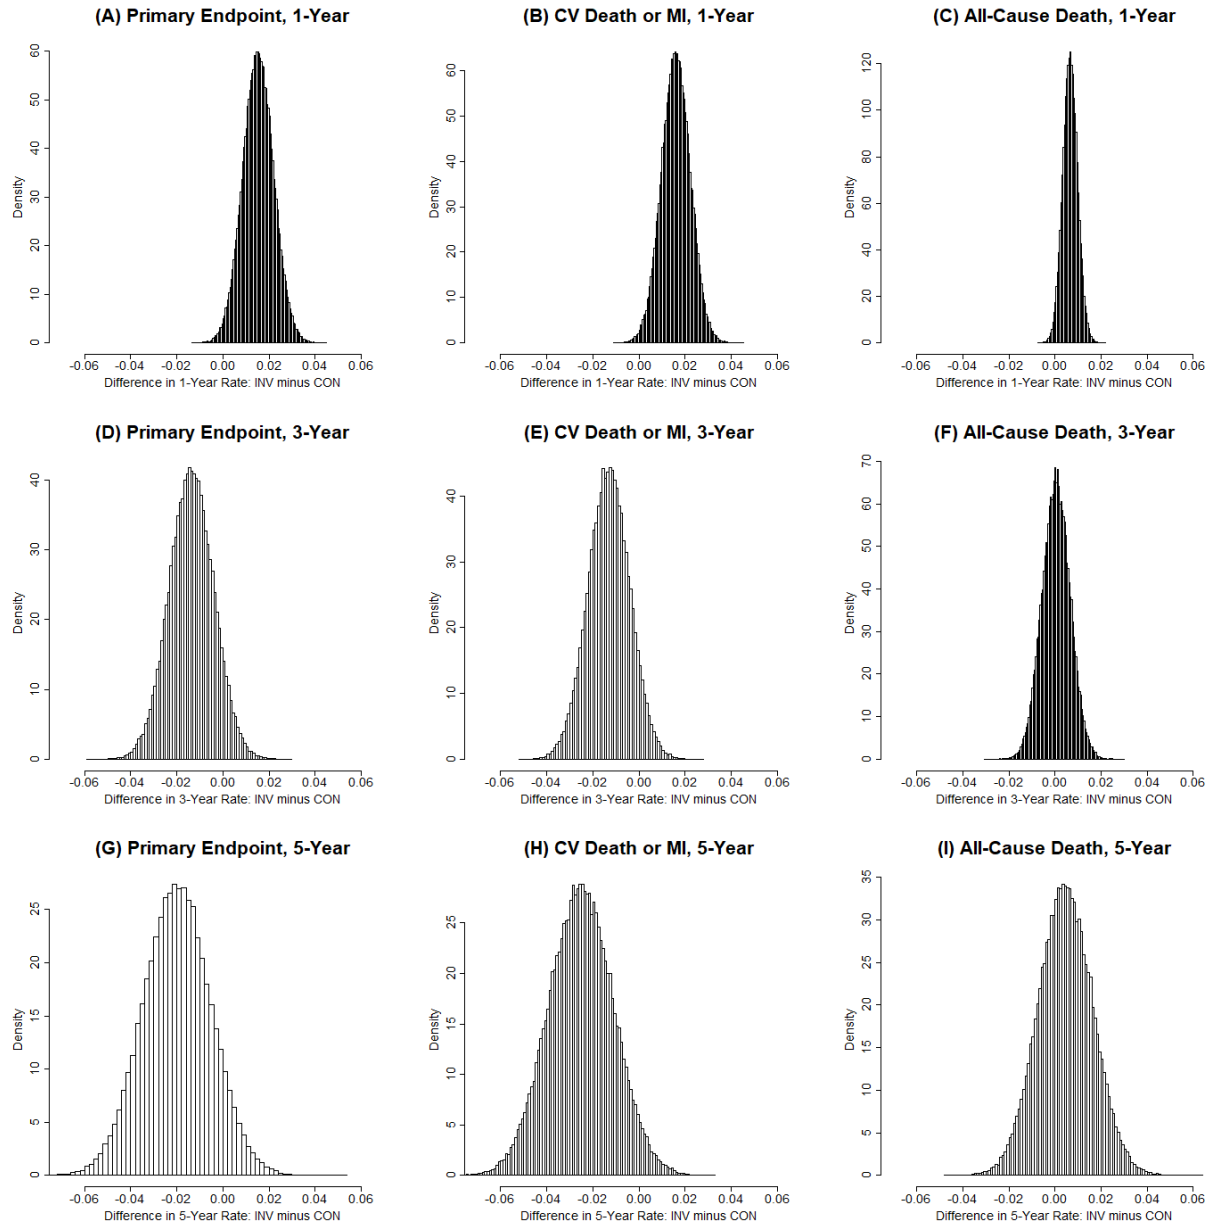 (A) Primary Endpoint, 1-Year
(B) CV Death or MI, 1-Year
(C) All-Cause Death, 1-Year
Density
0 10 20 30 40 50 60
-0.06 -0.04 -0.02 0.00 0.02 0.04 0.06
Difference in 1-Year Rate: INV minus CON
Density
0 10 20 30 40 50 60
-0.06 -0.04 -0.02 0.00 0.02 0.04 0.06
Difference in 1-Year Rate: INV minus CON
Density
0 20 40 60 80 100 120
-0.06 -0.04 -0.02 0.00 0.02 0.04 0.06
Difference in 1-Year Rate: INV minus CON
(D) Primary Endpoint, 3-Year
(E) CV Death or MI, 3-Year
(F) All-Cause Death, 3-Year
Density
0 10 20 30 40
-0.06 -0.04 -0.02 0.00 0.02 0.04 0.06
Difference in 3-Year Rate: INV minus CON
Density
0 10 20 30 40
-0.06 -0.04 -0.02 0.00 0.02 0.04 0.06
Difference in 3-Year Rate: INV minus CON
Density
0 10 20 30 40 50 60 70
-0.06 -0.04 -0.02 0.00 0.02 0.04 0.06
Difference in 3-Year Rate: INV minus CON
(G) Primary Endpoint, 5-Year
(H) CV Death or MI, 5-Year
(I) All-Cause Death, 5-Year
Density
0 5 10 15 20 25
-0.06 -0.04 -0.02 0.00 0.02 0.04 0.06
Difference in 5-Year Rate: INV minus CON
Density
0 5 10 15 20 25
-0.06 -0.04 -0.02 0.00 0.02 0.04 0.06
Difference in 5-Year Rate: INV minus CON
Density
0 5 10 15 20 25 30 35
-0.06 -0.04 -0.02 0.00 0.02 0.04 0.06
Difference in 5-Year Rate: INV minus CON